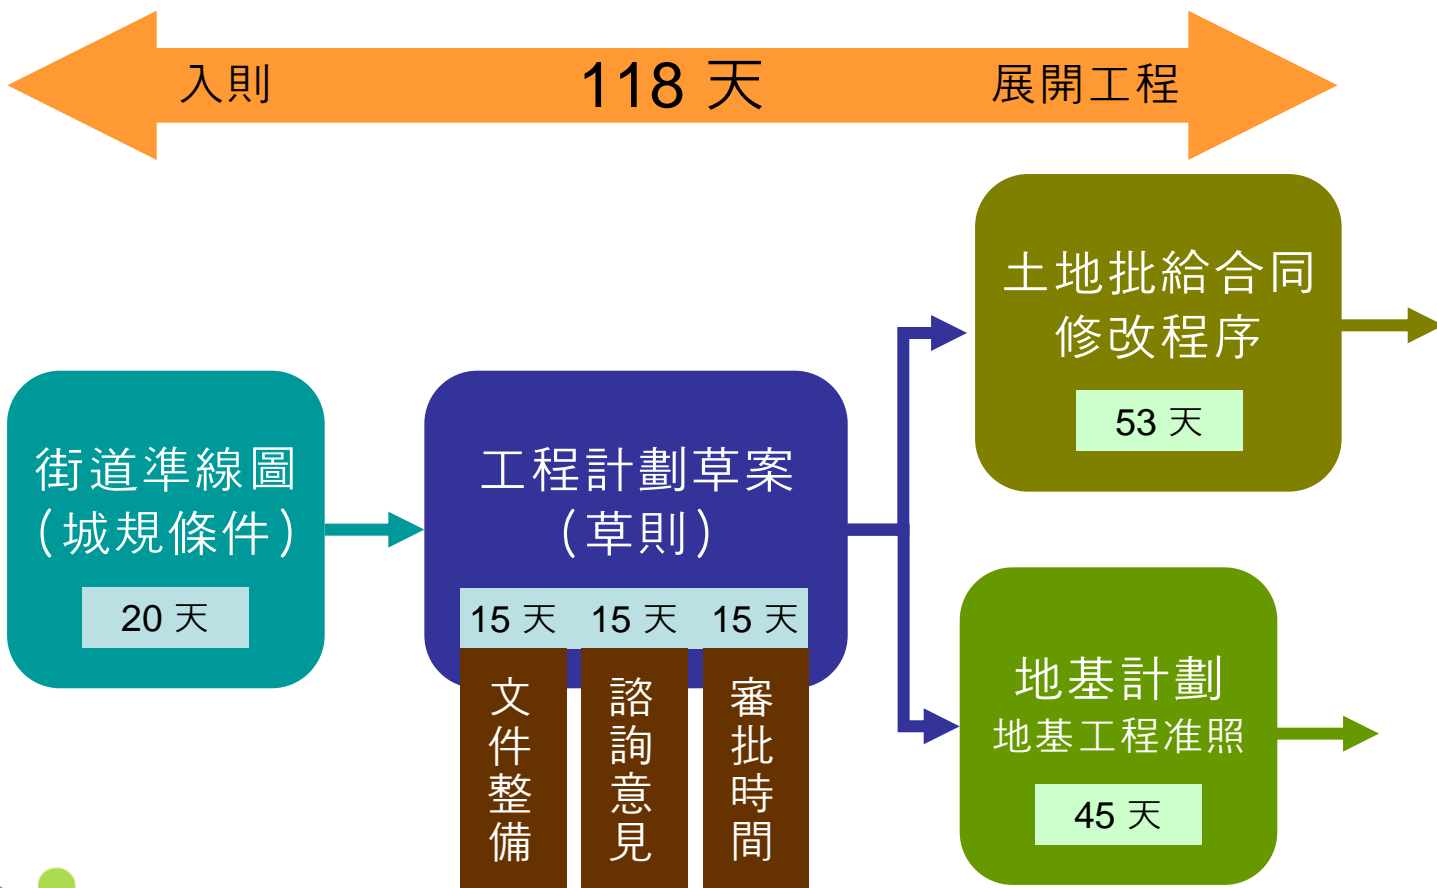 入則
118 天
展開工程
土地批給合同
修改程序
53 天
街道準線圖
（城規條件）
20 天
工程計劃草案
（草則）
15 天
15 天
15 天
文件整備
諮詢意見
審批時間
地基計劃
地基工程准照
45 天